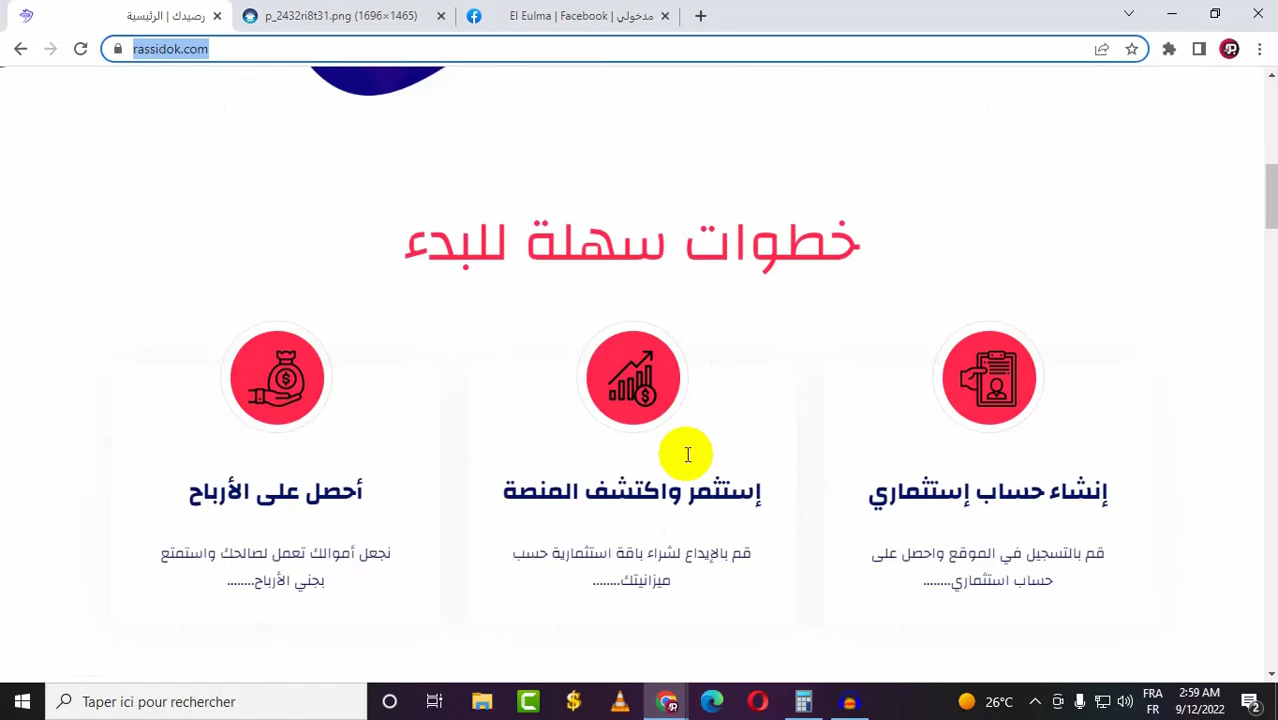 رصيدك | الرئيسية
p_2432ri8t31.png (1696×1465)
مدخولي | El Eulma | Facebook
rassidok.com
خطوات سهلة للبدء
إنشاء حساب إستثماري
قم بالتسجيل في الموقع واحصل على
حساب استثماري........
إستثمر واكتشف المنصة
قم بالإيداع لشراء باقة استثمارية حسب
ميزانيتك........
أحصل على الأرباح
نجعل أموالك تعمل لصالحك واستمتع
بجني الأرباح........
Taper ici pour rechercher
26°C
FRA
FR
2:59 AM
9/12/2022
2